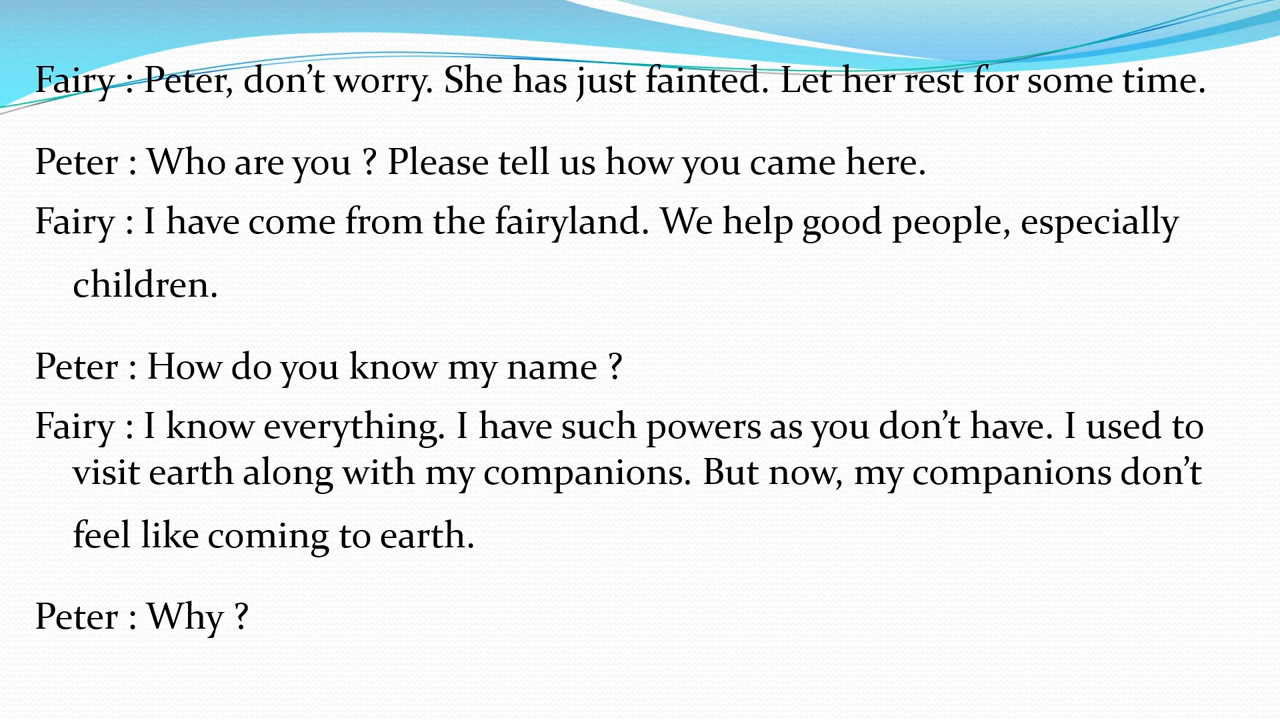 Fairy : Peter, don’t worry. She has just fainted. Let her rest for some time.
Peter : Who are you ? Please tell us how you came here.
Fairy : I have come from the fairyland. We help good people, especially
children.
Peter : How do you know my name ?
Fairy : I know everything. I have such powers as you don’t have. I used to
visit earth along with my companions. But now, my companions don’t
feel like coming to earth.
Peter : Why ?